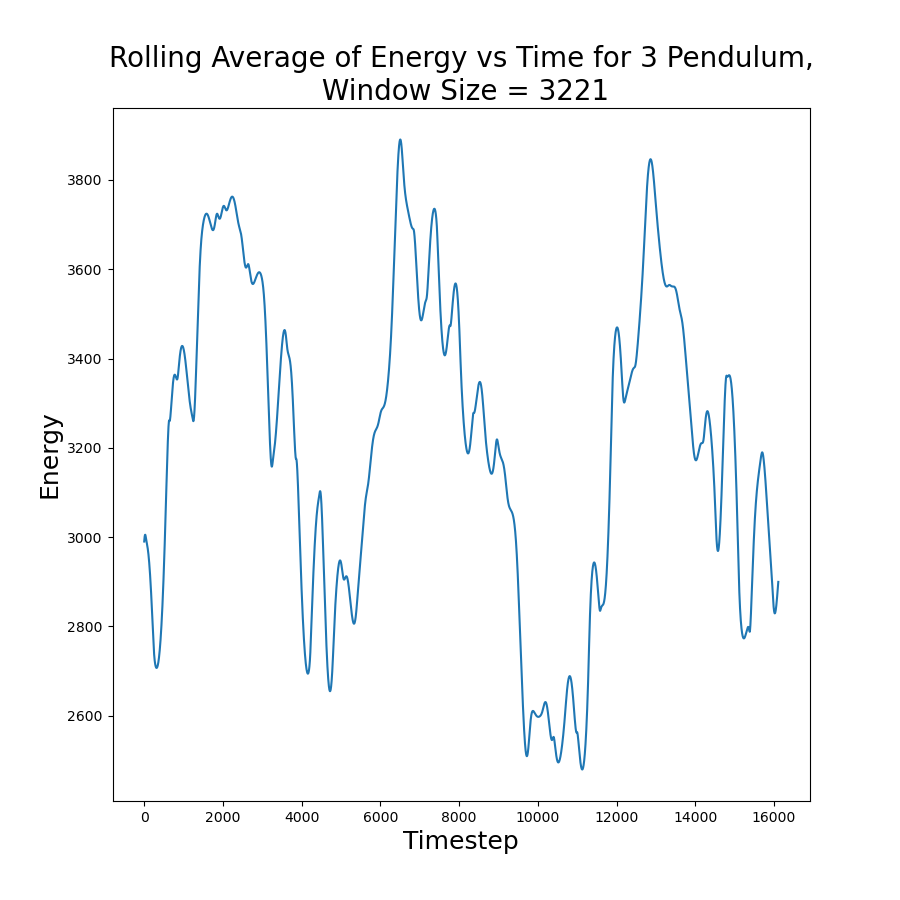 Rolling Average of Energy vs Time for 3 Pendulum,
Window Size = 3221
Energy
3800
3600
3400
3200
3000
2800
2600
0 2000 4000 6000 8000 10000 12000 14000 16000
Timestep